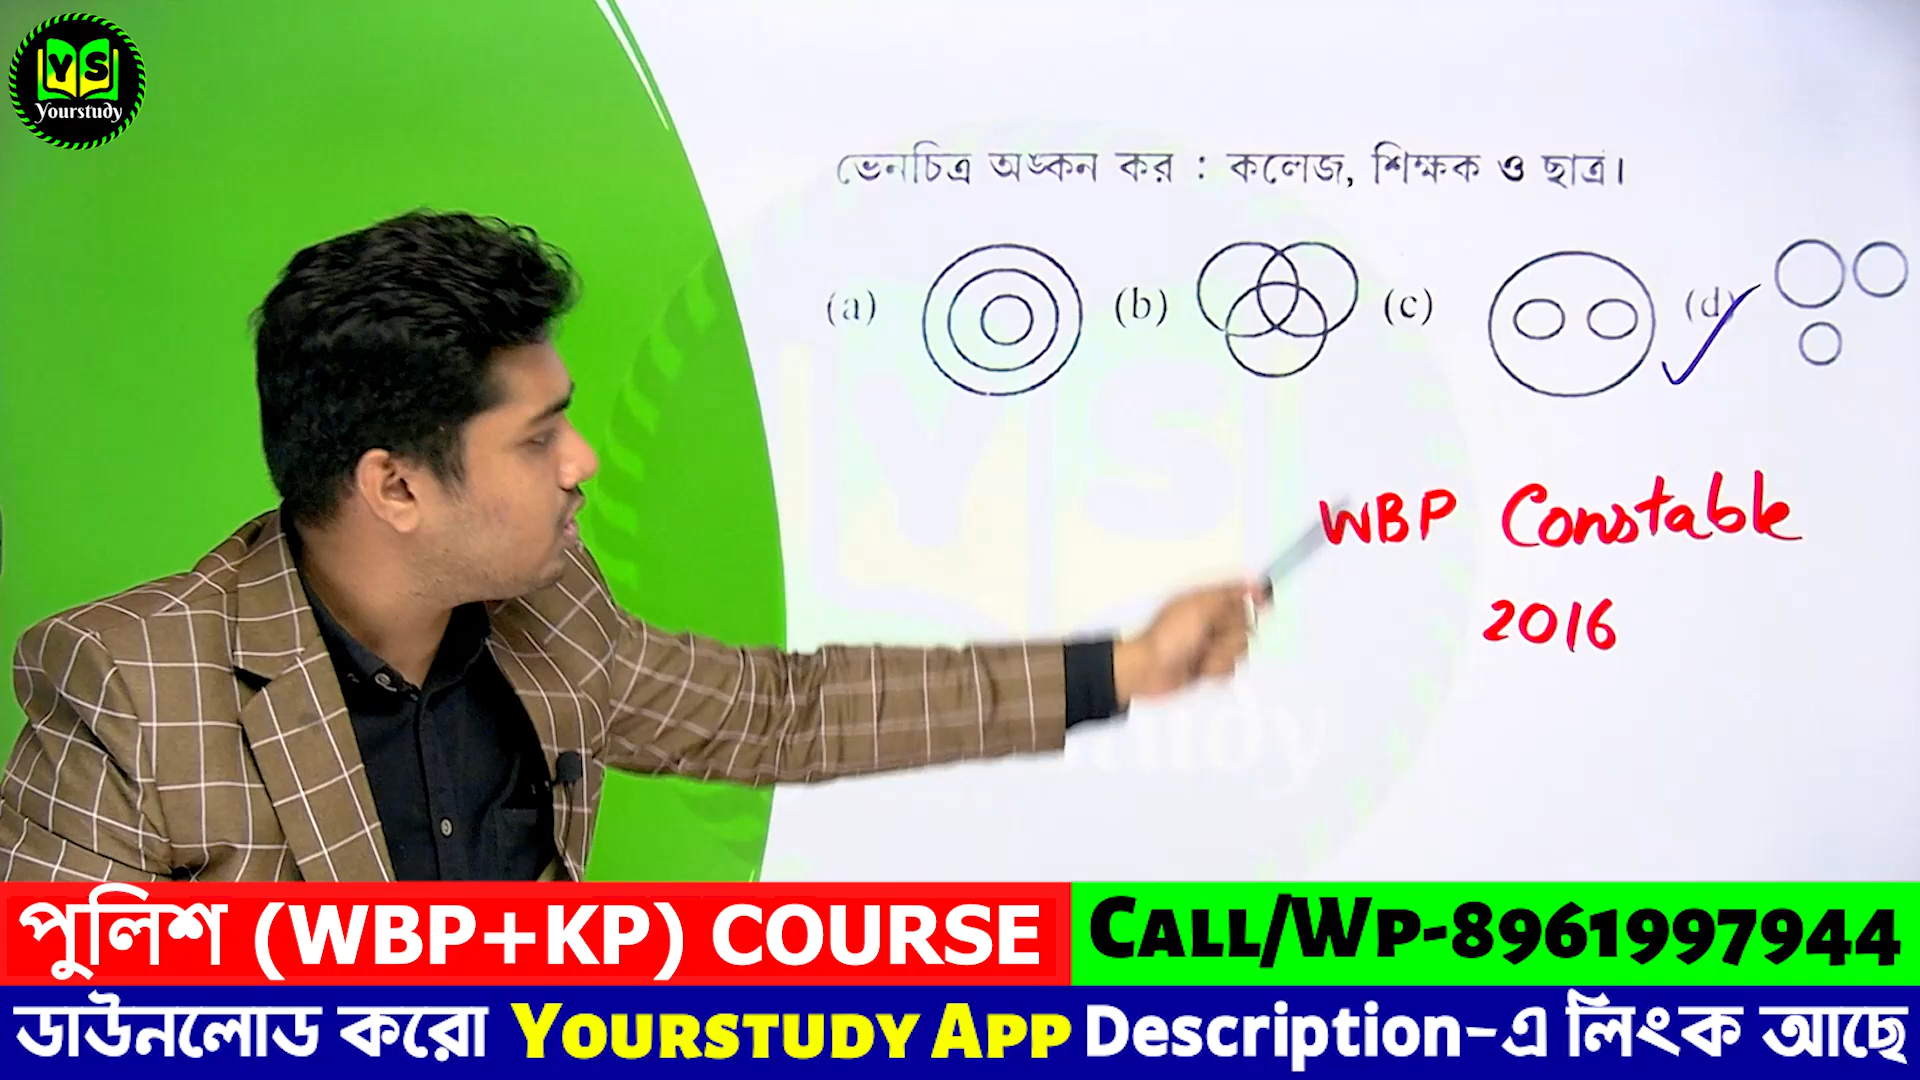 YS
Yourstudy
ভেনচিত্র অঙ্কন কর : কলেজ, শিক্ষক ও ছাত্র।
(a) (b) (c) (d)
WBP Constable
2016
পুলিশ (WBP+KP) COURSE
CALL/WP-8961997944
ডাউনলোড করো YOURSTUDY APP Description-এ লিংক আছে